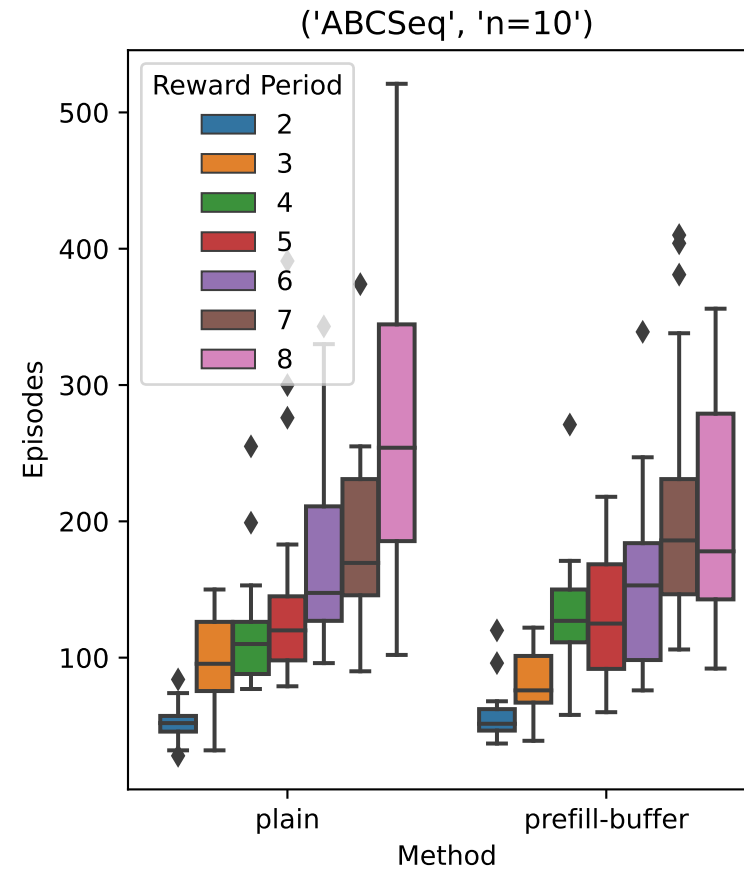 ('ABCSeq', 'n=10')
Reward Period
2
3
4
5
6
7
8
500
400
300
200
100
Episodes
plain
prefill-buffer
Method